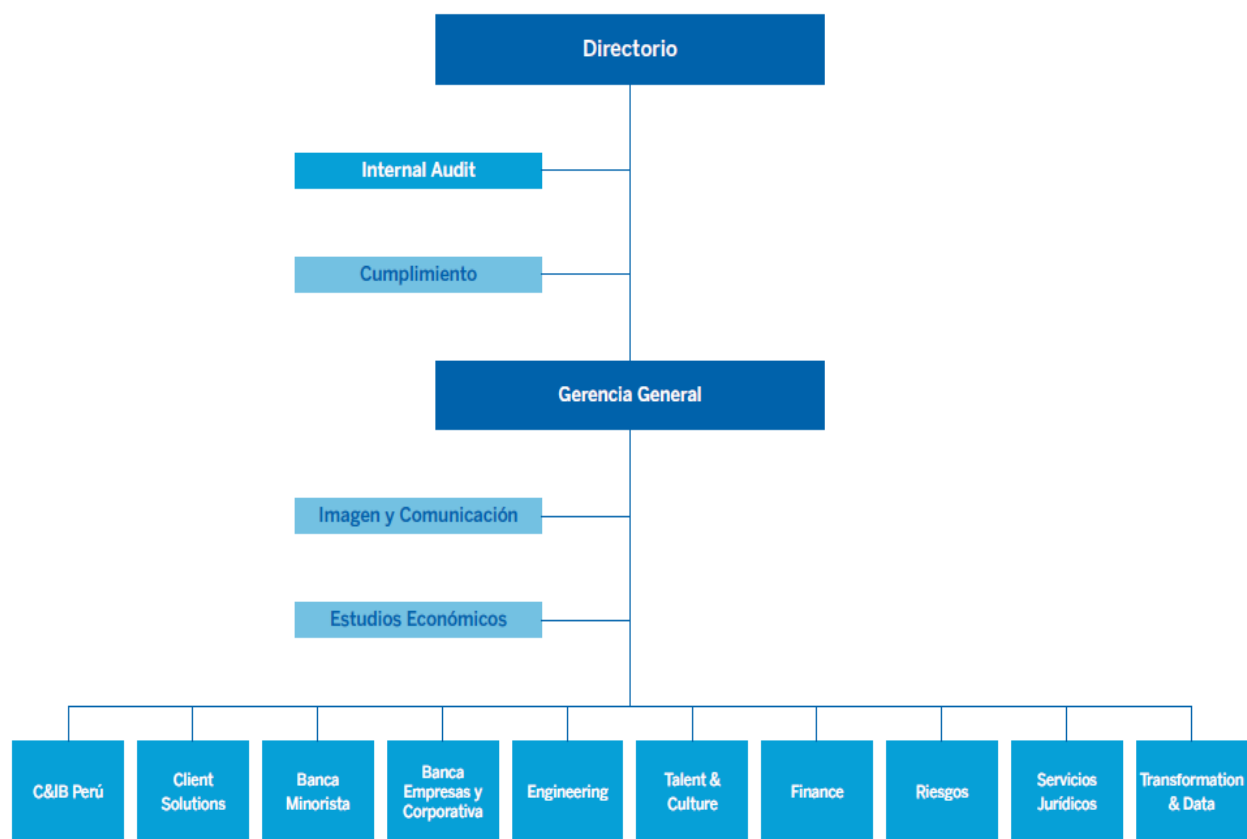 Directorio
Internal Audit
Cumplimiento
Gerencia General
Imagen y Comunicación
Estudios Económicos
C&IB Perú
Client
Solutions
Banca
Minorista
Banca
Empresas y
Corporativa
Engineering
Talent &
Culture
Finance
Riesgos
Servicios
Jurídicos
Transformation
& Data